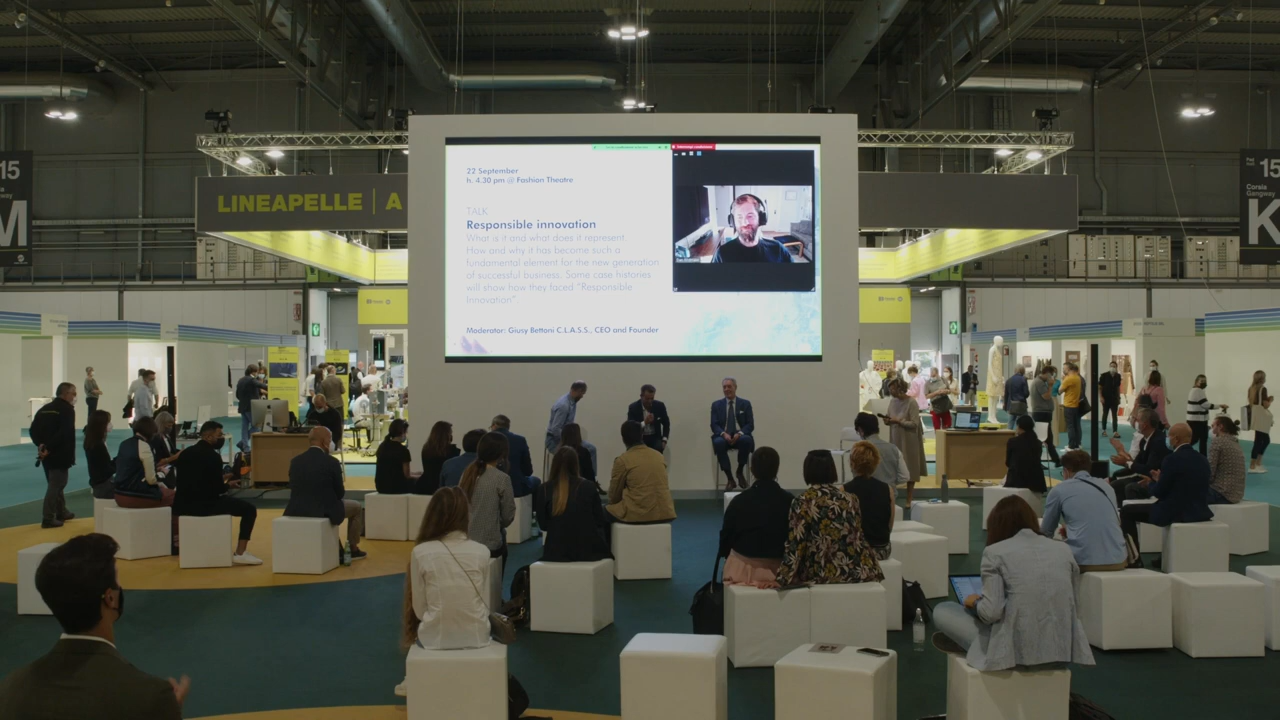 15
M
LINEAPELLE | A
22 September
h. 4.30 pm @ Fashion Theatre
TALK
Responsible innovation
What is it and what does it represent.
How and why it has become such a
fundamental element for the new generation
of successful business. Some case histories
will show how they faced "Responsible
Innovation"
Moderator: Giusy Bettoni C.L.A.S.S., CEO and Founder
15
Corsia
Gangway
K